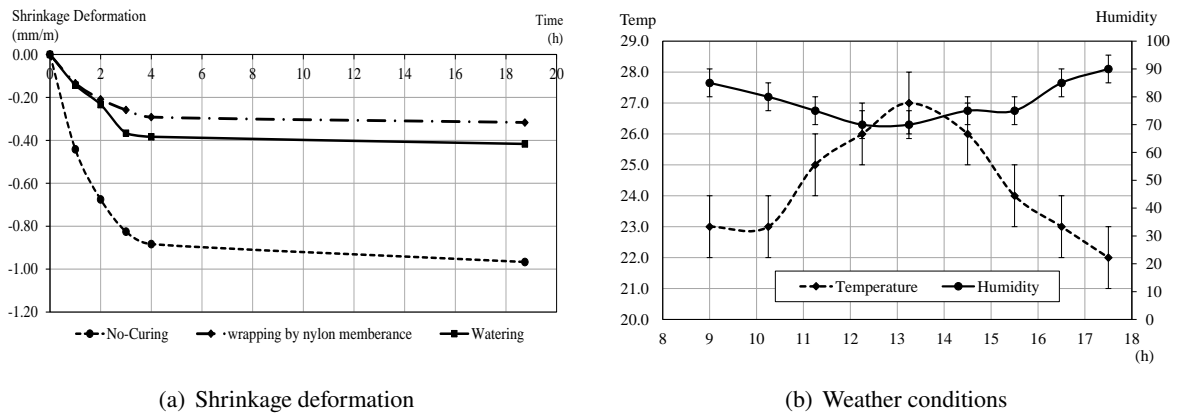 Shrinkage Deformation
(mm/m)
Time
(h)
0.00
-0.20
-0.40
-0.60
-0.80
-1.00
-1.20
0 2 4 6 8 10 12 14 16 18 20
No-Curing wrapping by nylon memberance Watering
(a) Shrinkage deformation
Temp
Humidity
29.0
28.0
27.0
26.0
25.0
24.0
23.0
22.0
21.0
20.0
100
90
80
70
60
50
40
30
20
10
0
Temperature Humidity
8 9 10 11 12 13 14 15 16 17 18
(h)
(b) Weather conditions